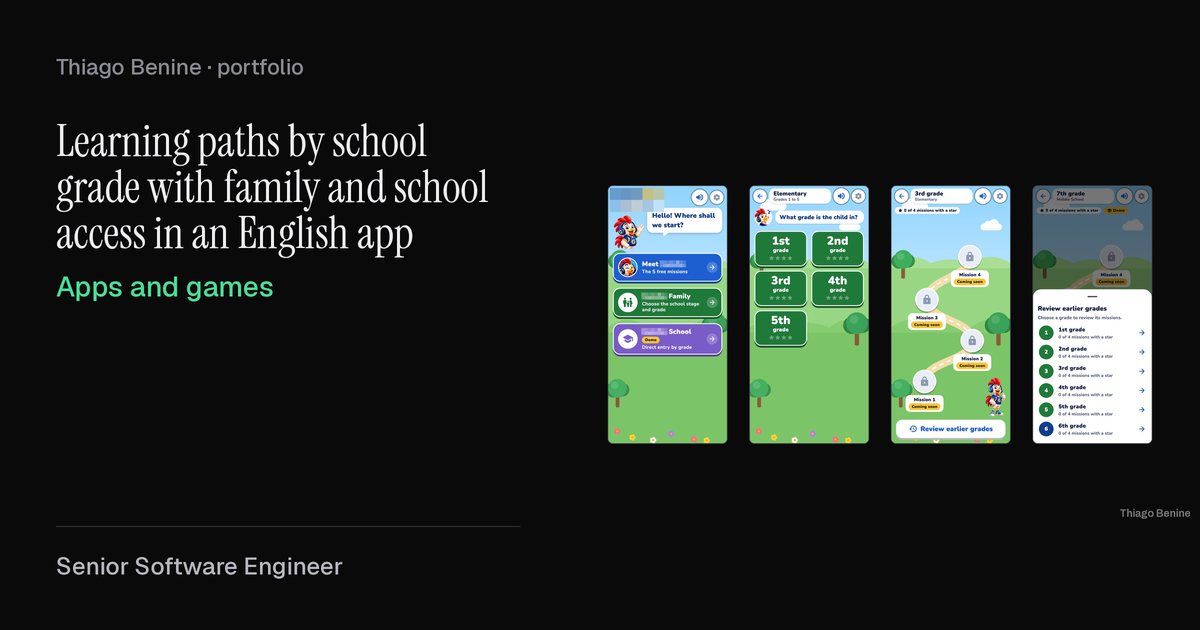 Thiago Benine · portfolio
Learning paths by school
grade with family and school
access in an English app
Apps and games
Senior Software Engineer
Hello! Where shall
we start?
Meet
The 5 free missions
Family
Choose the school stage
and grade
School
Demo
Direct entry by grade
Elementary
Grades 1 to 5
What grade is the child in?
1st
grade
2nd
grade
3rd
grade
4th
grade
5th
grade
3rd grade
Elementary
0 of 4 missions with a star
Mission 4
Coming soon
Mission 3
Coming soon
Mission 2
Coming soon
Mission 1
Coming soon
Review earlier grades
7th grade
Middle School
0 of 4 missions with a star
Demo
Mission 4
Coming soon
Review earlier grades
Choose a grade to review its missions.
1 1st grade
0 of 4 missions with a star
2 2nd grade
0 of 4 missions with a star
3 3rd grade
0 of 4 missions with a star
4 4th grade
0 of 4 missions with a star
5 5th grade
0 of 4 missions with a star
6 6th grade
0 of 4 missions with a star
Thiago Benine